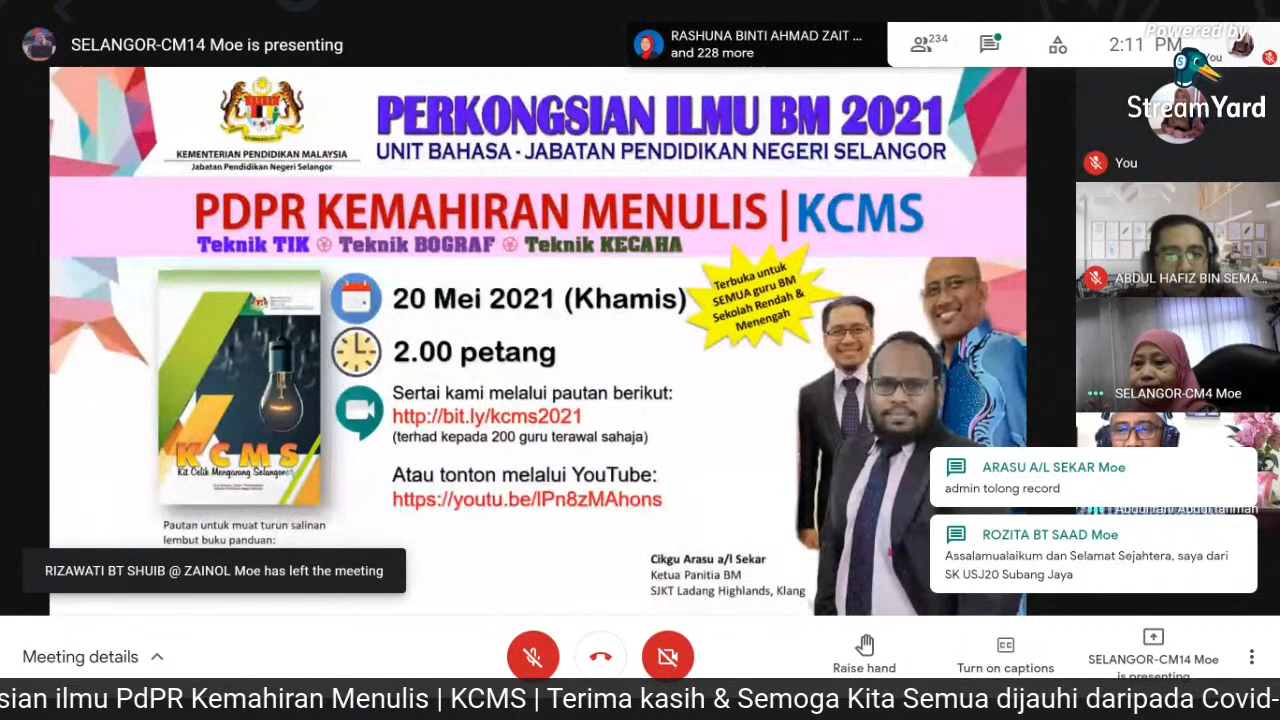 SELANGOR-CM14 Moe is presenting
RASHUNA BINTI AHMAD ZAIT ...
and 228 more
234
2:11 PM
You
Powered by
StreamYard
KEMENTERIAN PENDIDIKAN MALAYSIA
Jabatan Pendidikan Negeri Selangor
PERKONGSIAN ILMU BM 2021
UNIT BAHASA - JABATAN PENDIDIKAN NEGERI SELANGOR
PDPR KEMAHIRAN MENULIS | KCMS
Teknik TIK Teknik BOGRAF Teknik KECAHA
Terbuka untuk
SEMUA guru BM
Sekolah Rendah &
Menengah
20 Mei 2021 (Khamis)
2.00 petang
Sertai kami melalui pautan berikut:
http://bit.ly/kcms2021
(terhad kepada 200 guru terawal sahaja)
Atau tonton melalui YouTube:
https://youtu.be/lPn8zMAhons
KCMS
Kit Celik Mengarang Selangor
Pautan untuk muat turun salinan
lembut buku panduan:
RIZAWATI BT SHUIB @ ZAINOL Moe has left the meeting
Cikgu Arasu a/l Sekar
Ketua Panitia BM
SJKT Ladang Highlands, Klang
You
ABDUL HAFIZ BIN SEMA...
SELANGOR-CM4 Moe
ARASU A/L SEKAR Moe
admin tolong record
ROZITA BT SAAD Moe
Assalamualaikum dan Selamat Sejahtera, saya dari
SK USJ20 Subang Jaya
Meeting details
Raise hand
Turn on captions
SELANGOR-CM14 Moe
is presenting
sian ilmu PdPR Kemahiran Menulis | KCMS | Terima kasih & Semoga Kita Semua dijauhi daripada Covid-